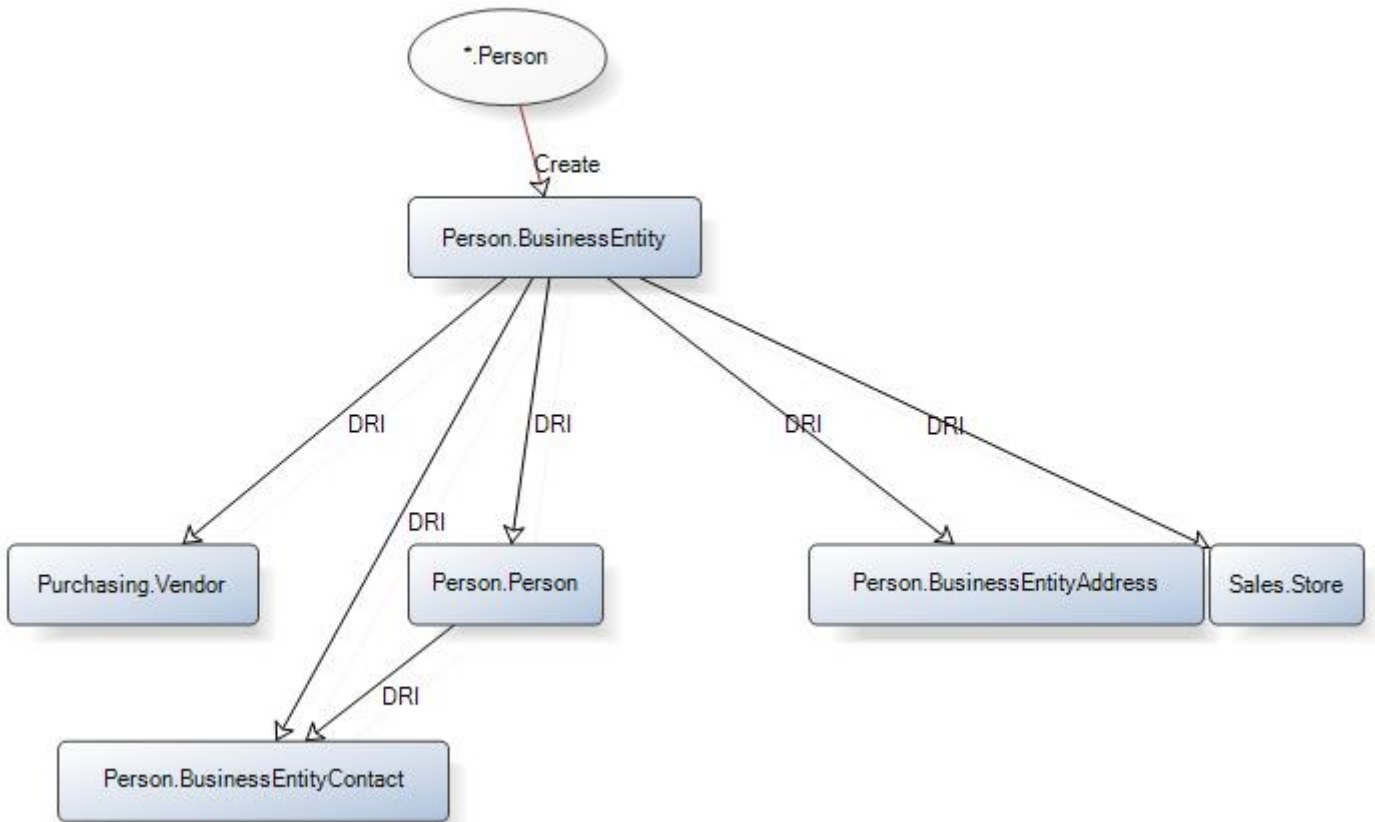 *.Person
Create
Person.BusinessEntity
DRI
DRI
DRI
DRI
DRI
Purchasing.Vendor
Person.Person
Person.BusinessEntityAddress
Sales.Store
DRI
Person.BusinessEntityContact